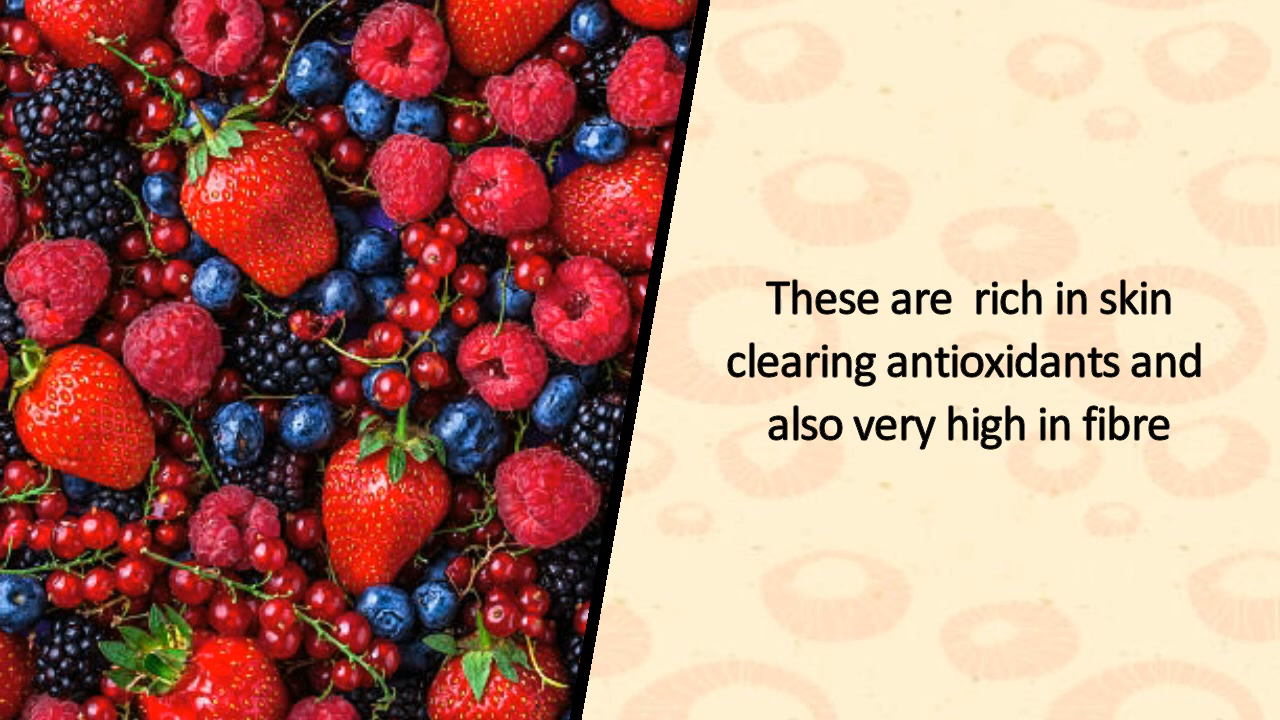 These are  rich in skin
clearing antioxidants and
also very high in fibre